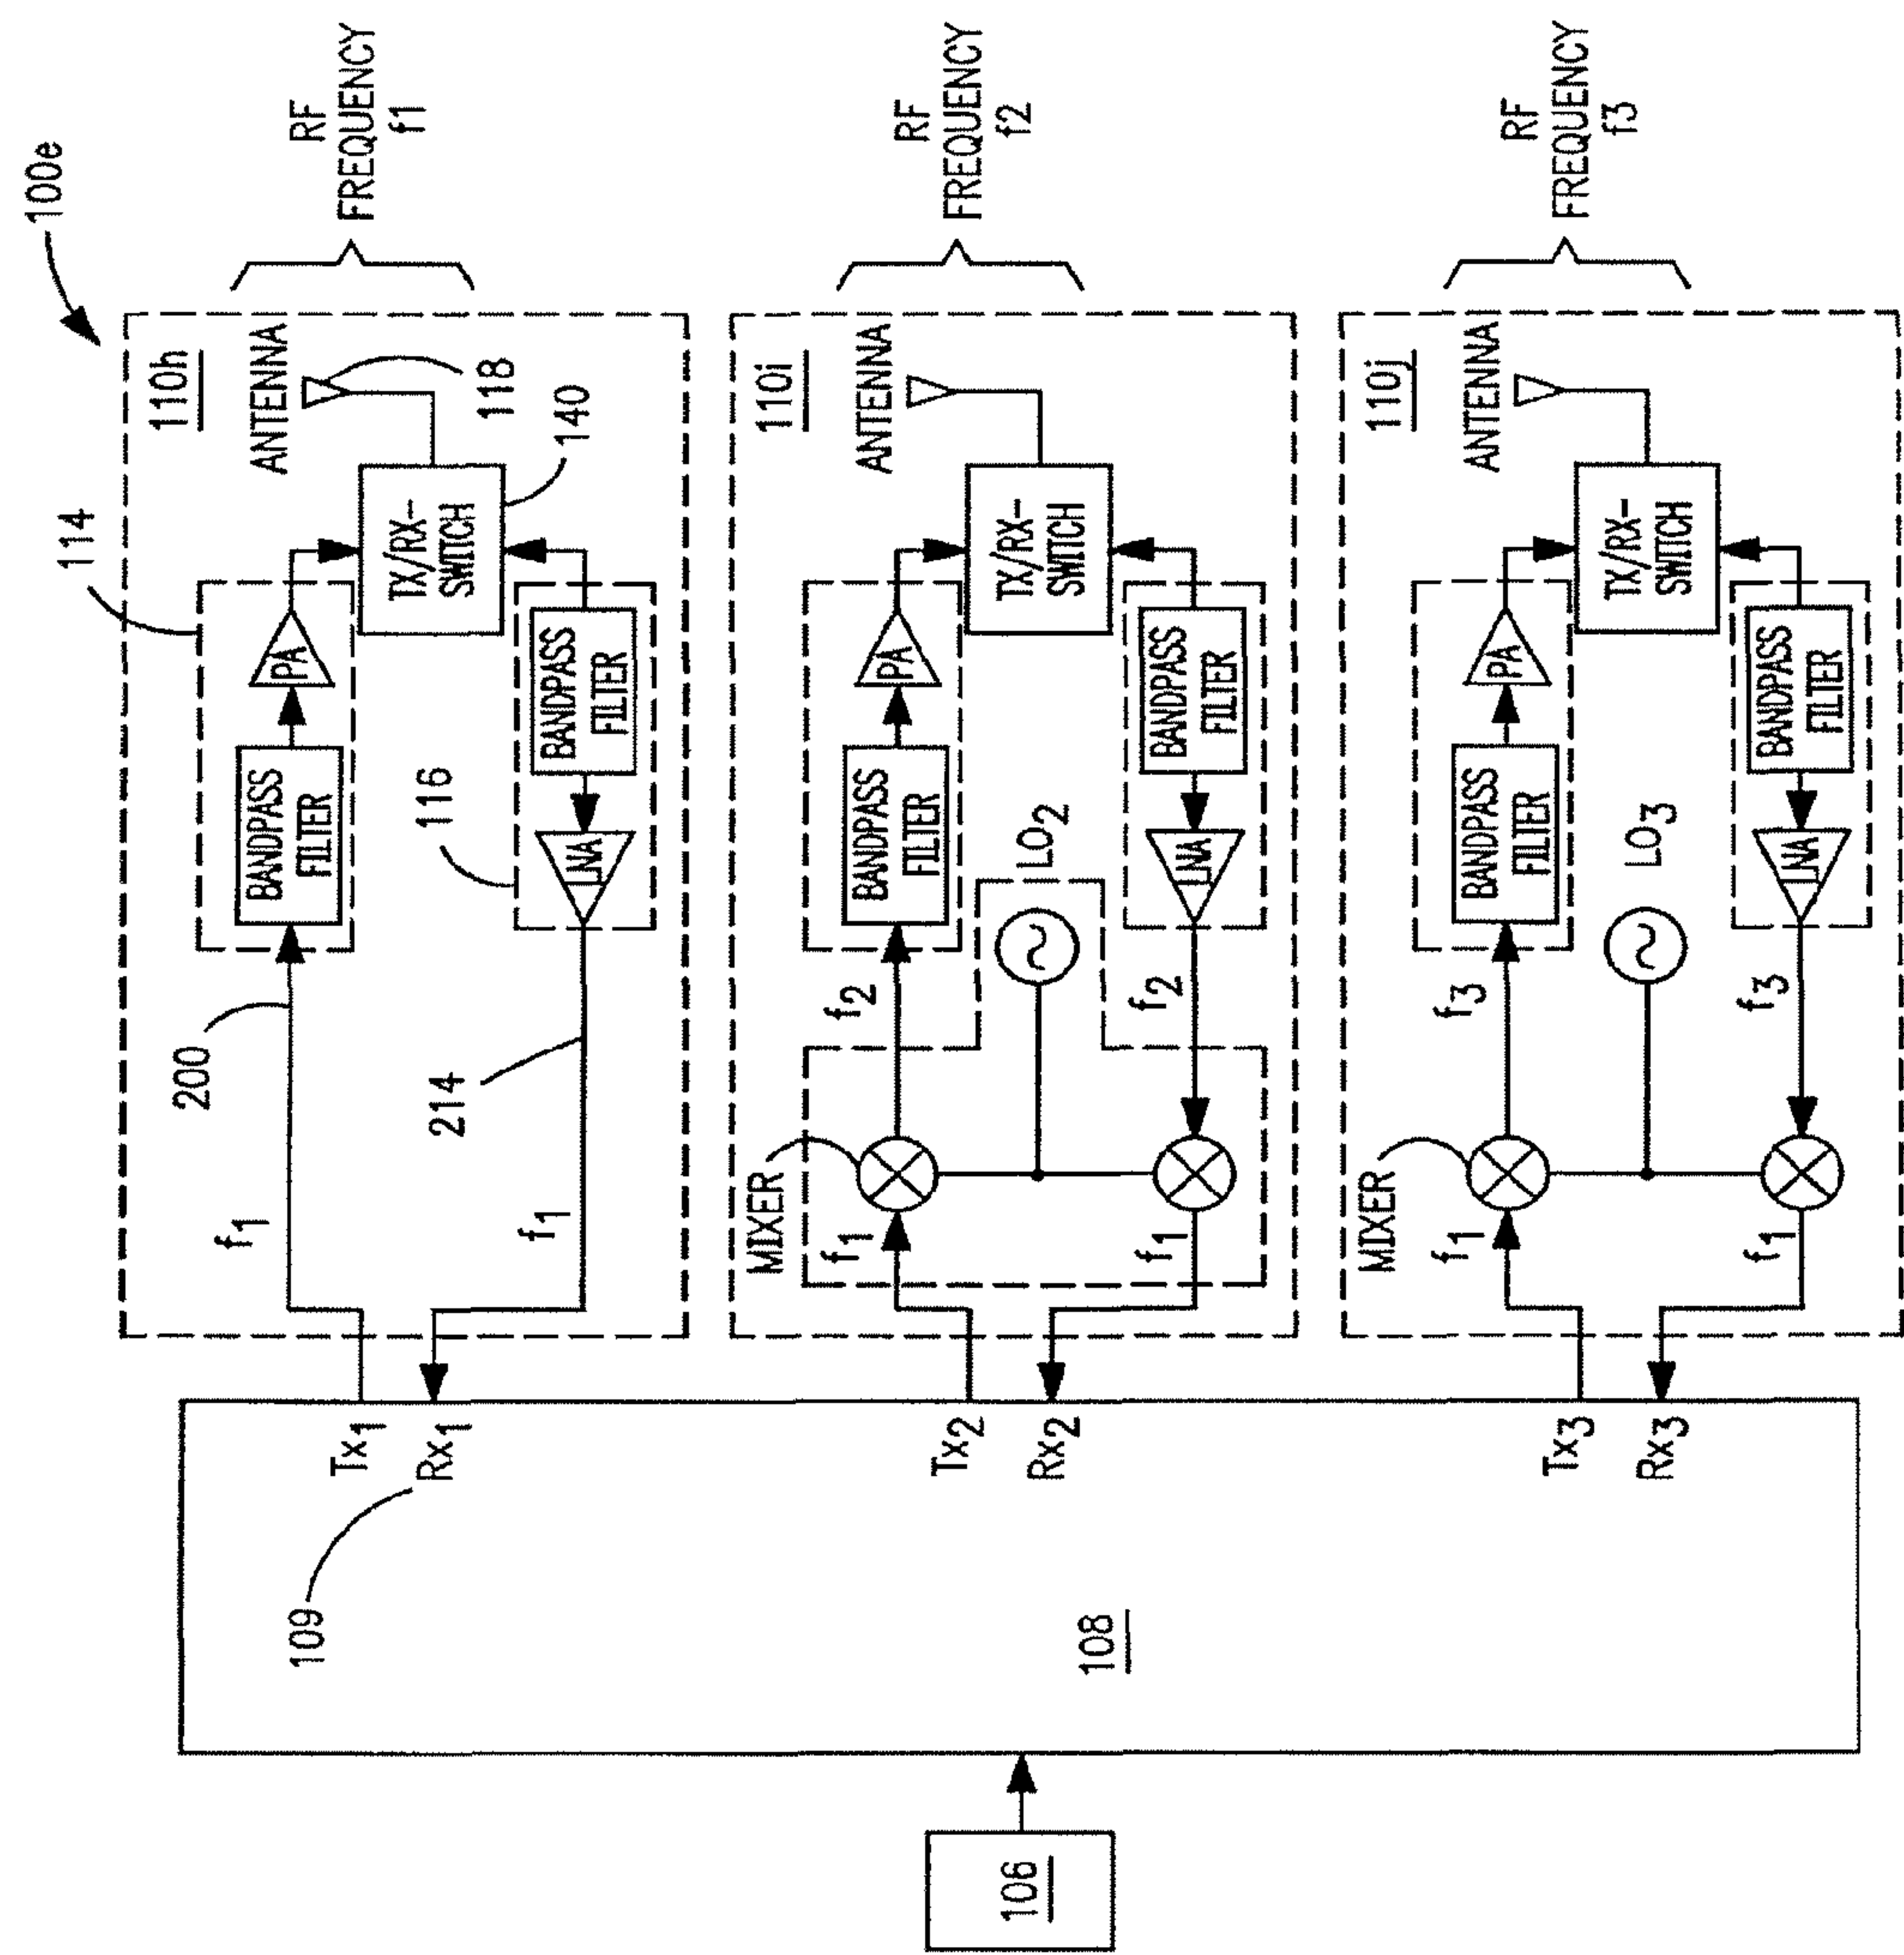 100e
110h
ANTENNA
118
114
TX/RX-
SWITCH
140
PA
BANDPASS
FILTER
BANDPASS
FILTER
LNA
116
200
214
f1
f1
RF
FREQUENCY
f1
110i
ANTENNA
TX/RX-
SWITCH
PA
BANDPASS
FILTER
BANDPASS
FILTER
LNA
LO2
f2
f2
MIXER
f1
f1
RF
FREQUENCY
f2
110j
ANTENNA
TX/RX-
SWITCH
PA
BANDPASS
FILTER
BANDPASS
FILTER
LNA
LO3
f3
f3
MIXER
f1
f1
RF
FREQUENCY
f3
Tx1
Rx1
109
Tx2
Rx2
Tx3
Rx3
108
106